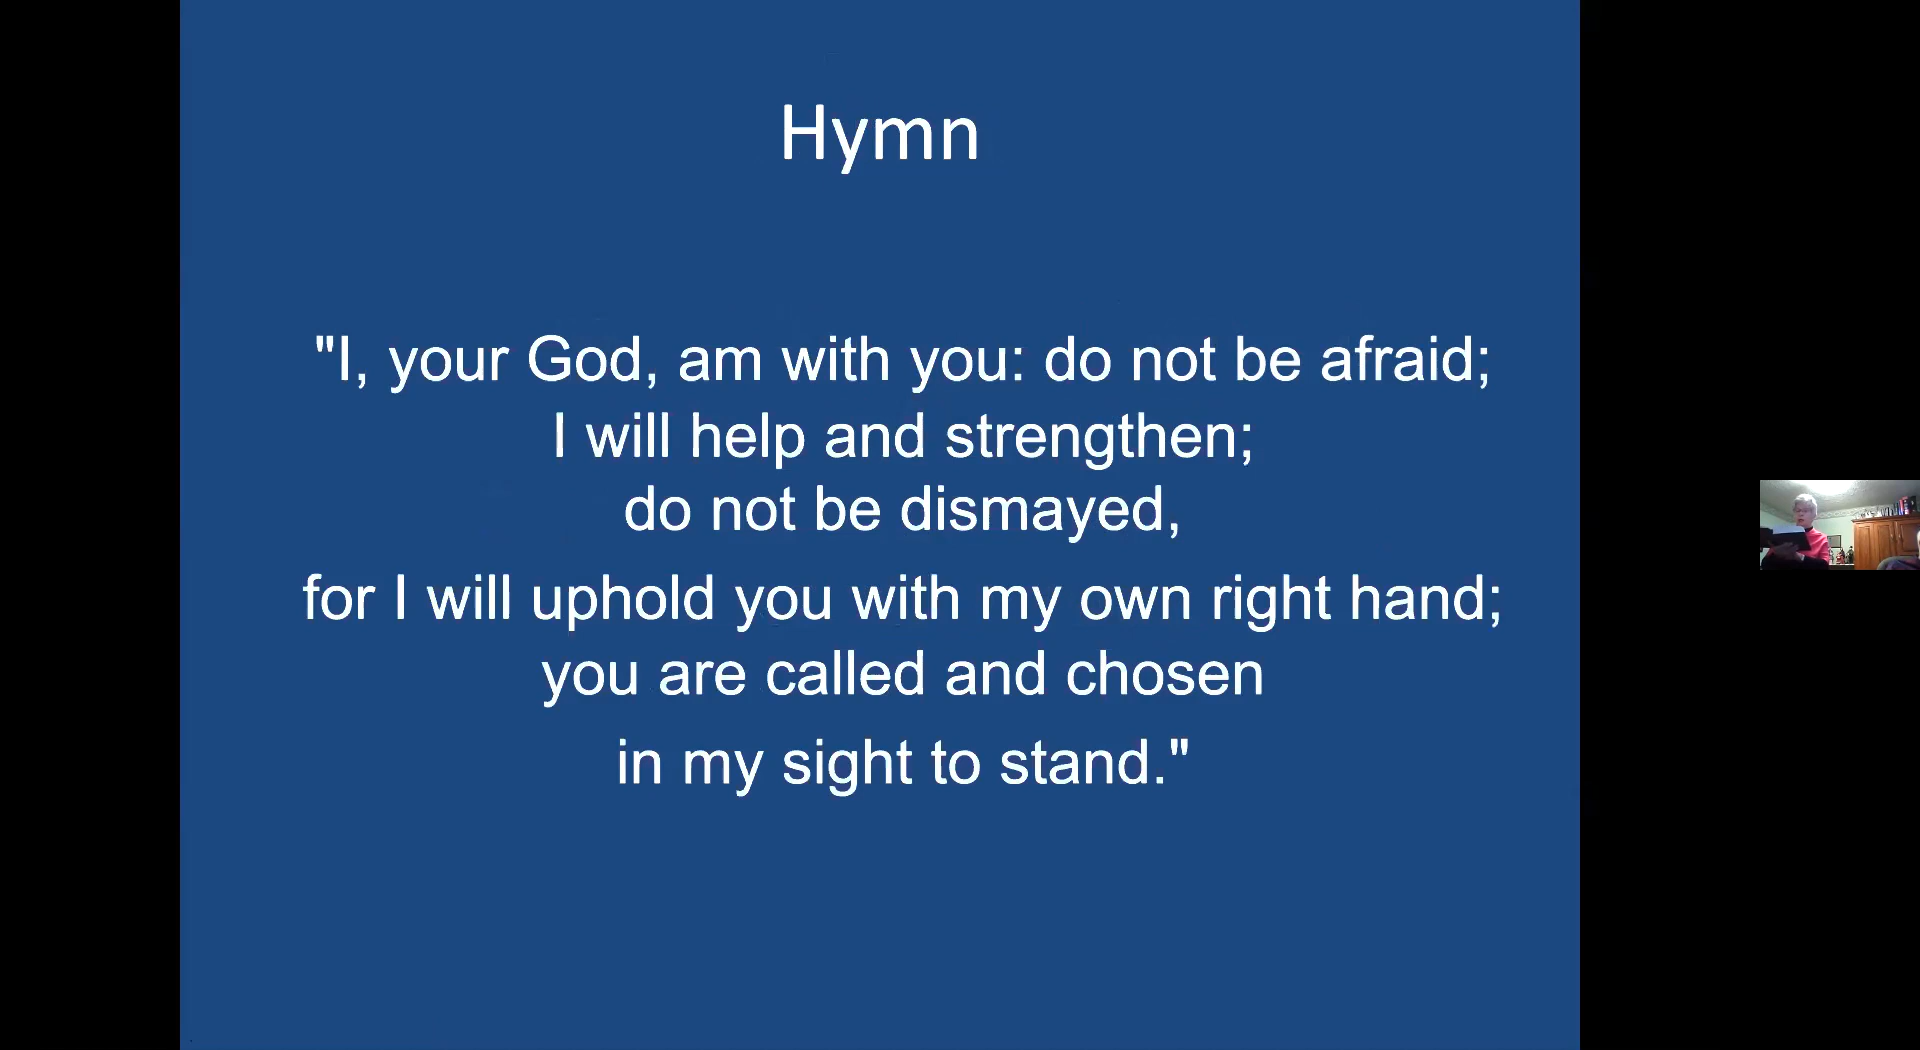 Hymn
"I, your God, am with you: do not be afraid;
I will help and strengthen;
do not be dismayed,
for I will uphold you with my own right hand;
you are called and chosen
in my sight to stand."